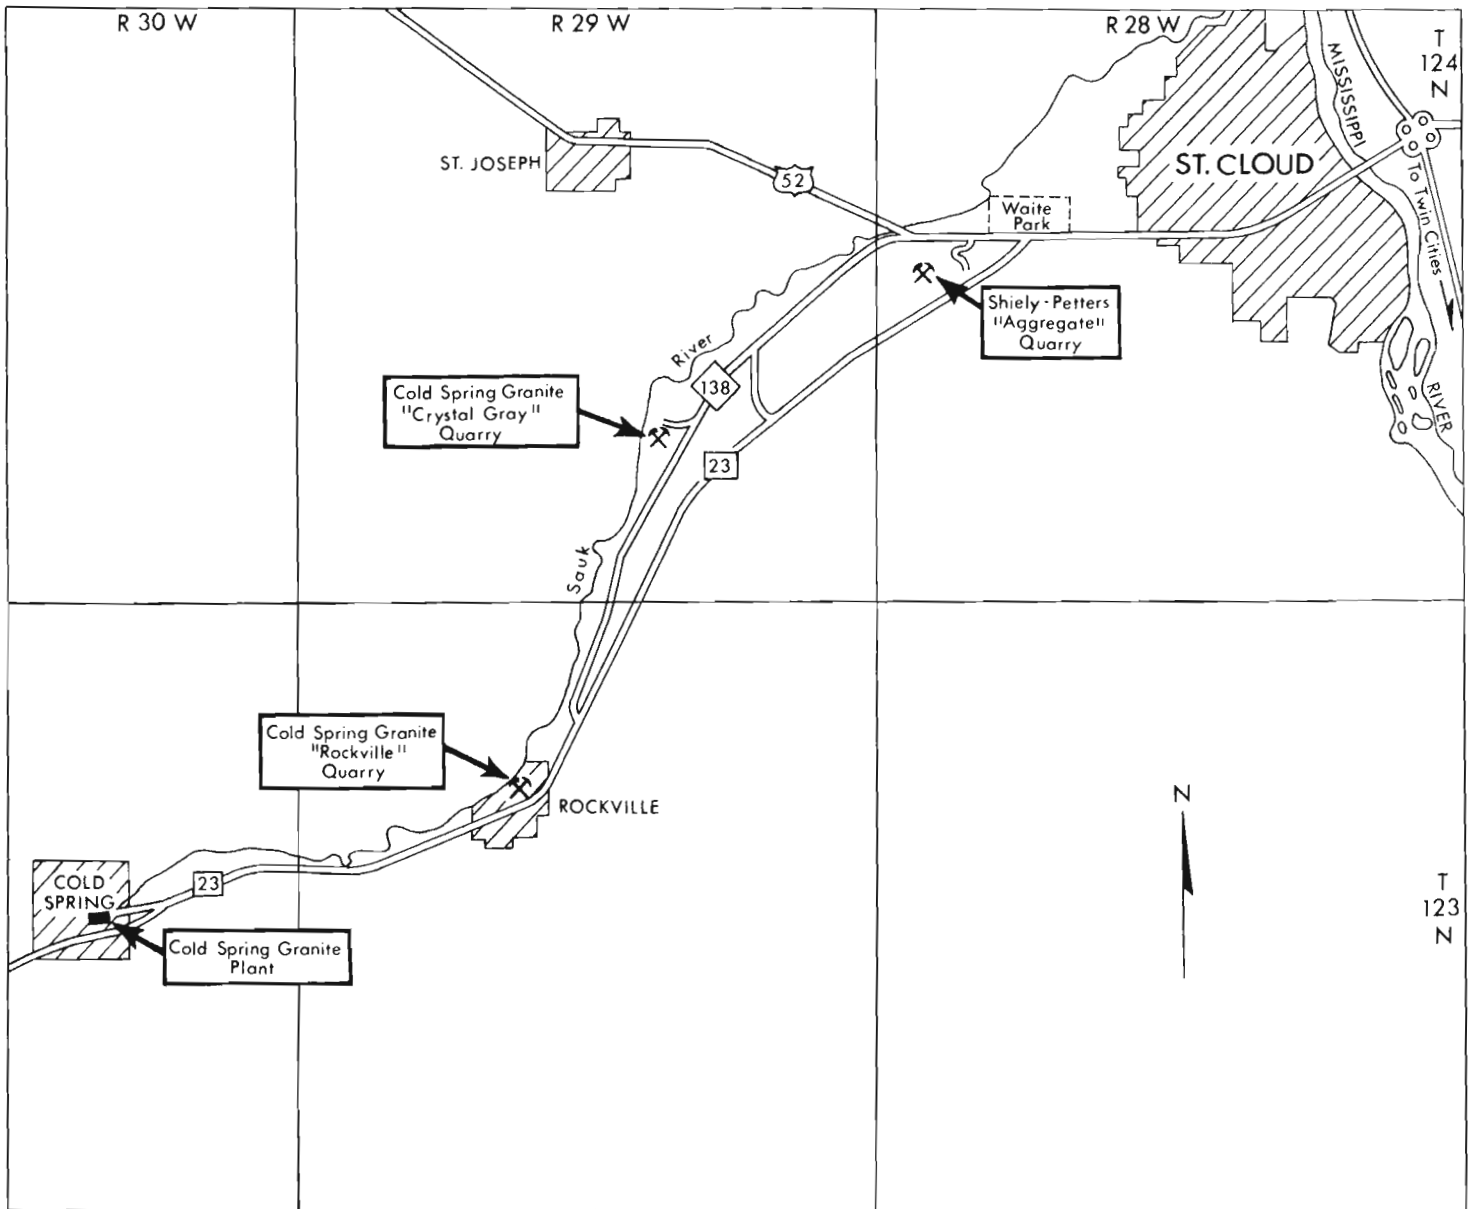 R 30 W
R 29 W
R 28 W
T
124
N
MISSISSIPPI
ST. JOSEPH
52
ST. CLOUD
To Twin Cities
Waite
Park
Shiely - Petters
"Aggregate"
Quarry
River
138
Cold Spring Granite
"Crystal Gray"
Quarry
RIVER
23
Sauk
Cold Spring Granite
"Rockville"
Quarry
ROCKVILLE
N
COLD
SPRING
23
T
123
N
Cold Spring Granite
Plant